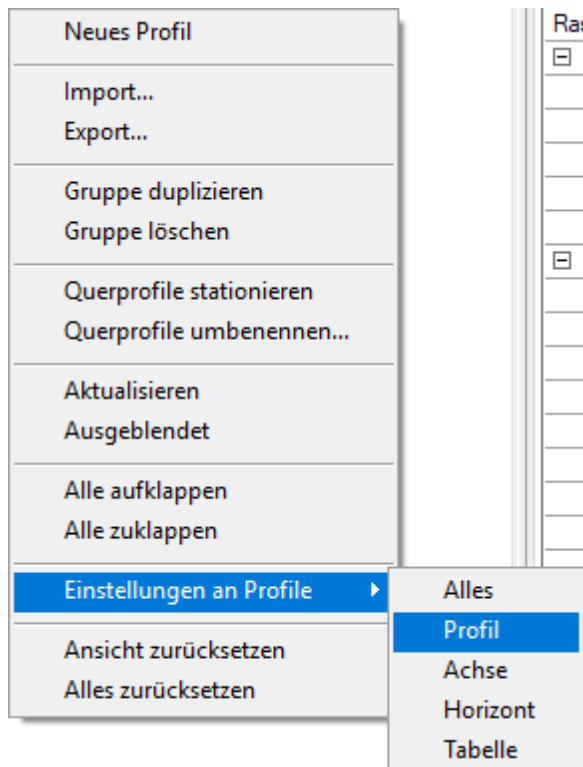 Neues Profil
Import...
Export...
Gruppe duplizieren
Gruppe löschen
Querprofile stationieren
Querprofile umbenennen...
Aktualisieren
Ausgeblendet
Alle aufklappen
Alle zuklappen
Einstellungen an Profile
Ansicht zurücksetzen
Alles zurücksetzen
Alles
Profil
Achse
Horizont
Tabelle